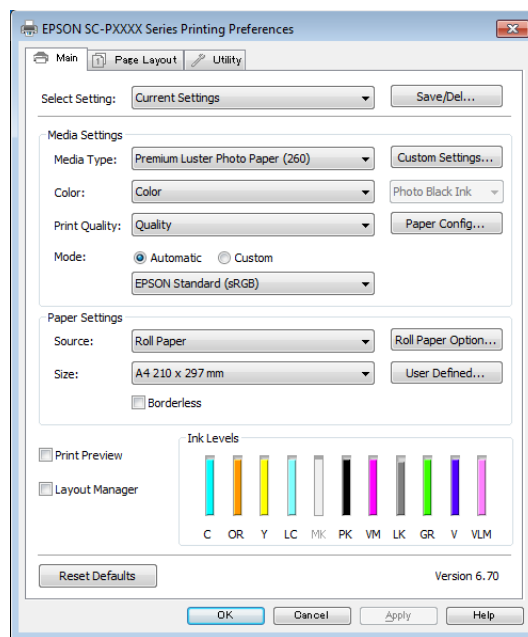 EPSON SC-PXXXX Series Printing Preferences
Main Page Layout Utility
Select Setting: Current Settings Save/Del...
Media Settings
Media Type: Premium Luster Photo Paper (260) Custom Settings...
Color: Color Photo Black Ink
Print Quality: Quality Paper Config...
Mode: Automatic Custom
EPSON Standard (sRGB)
Paper Settings
Source: Roll Paper Roll Paper Option...
Size: A4 210 x 297 mm User Defined...
Borderless
Print Preview
Layout Manager
Ink Levels
C OR Y LC MK PK VM LK GR V VLM
Reset Defaults Version 6.70
OK Cancel Apply Help